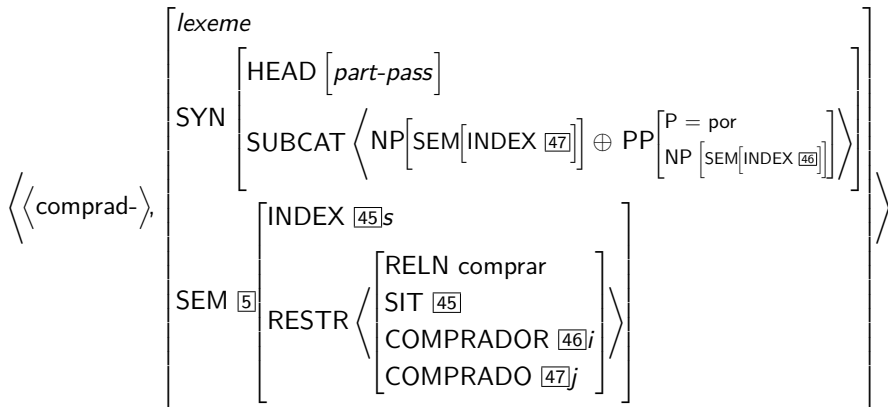 lexeme
HEAD [part-pass]
SYN
SUBCAT ⟨NP[SEM[INDEX 47]] ⊕ PP[P = por
NP [SEM[INDEX 46]]]⟩
⟨⟨comprad-⟩,
INDEX 45s
RELN comprar
SIT 45
SEM 5
RESTR
COMPRADOR 46i
COMPRADO 47j